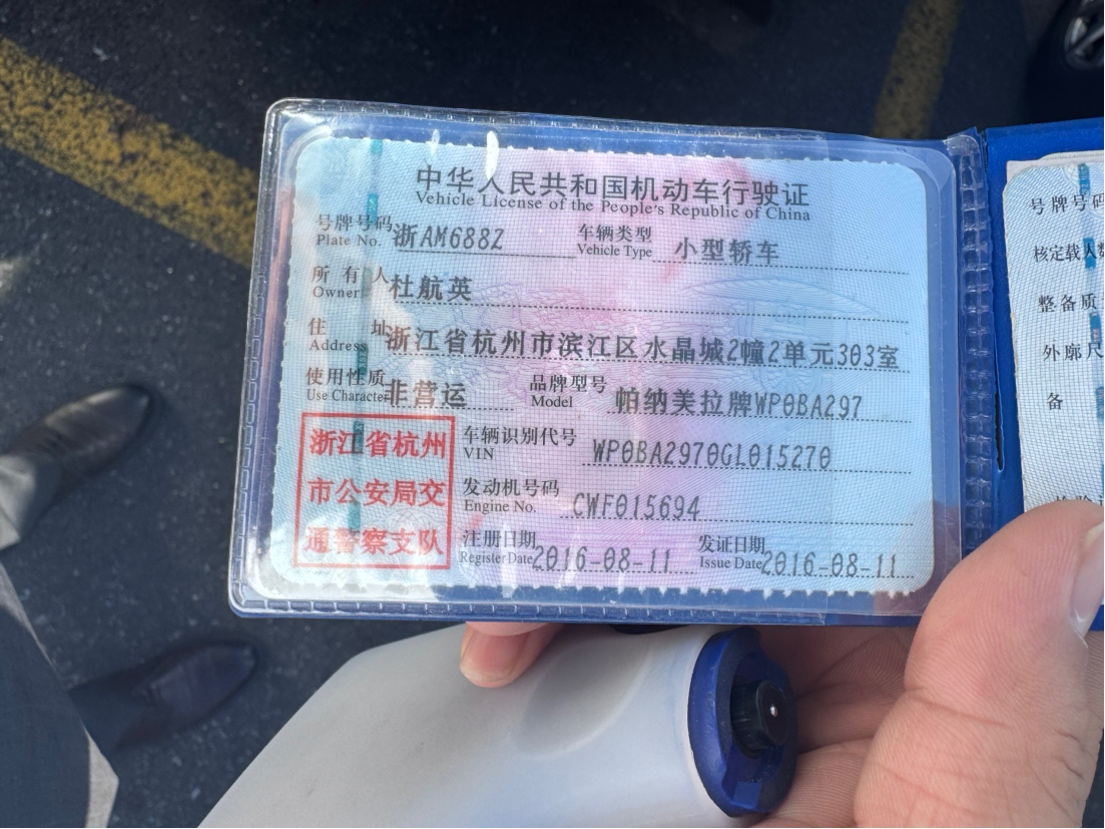 中华人民共和国机动车行驶证
Vehicle License of the People's Republic of China
号牌号码 浙AM688Z 车辆类型 小型轿车
Plate No. Vehicle Type
所有人 杜航英
Owner
住址 浙江省杭州市滨江区水晶城2幢2单元303室
Address
使用性质 非营运 品牌型号 帕纳美拉牌WP0BA297
Use Character Model
浙江省杭州
市公安局交
通警察支队
车辆识别代号 WP0BA2970GL015270
VIN
发动机号码 CWF015694
Engine No.
注册日期 2016-08-11 发证日期 2016-08-11
Register Date Issue Date
号牌号码
核定载人数
整备质量
外廓尺
备